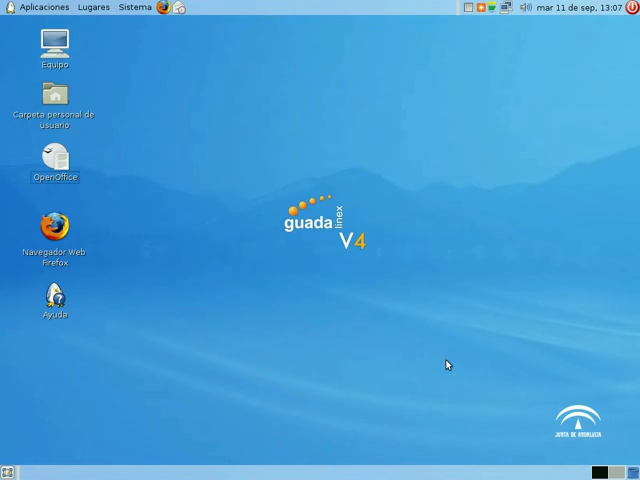 Aplicaciones Lugares Sistema mar 11 de sep, 13:07
Equipo
Carpeta personal de
usuario
OpenOffice
Navegador Web
Firefox
Ayuda
guada
linex
V4
JUNTA DE ANDALUCIA